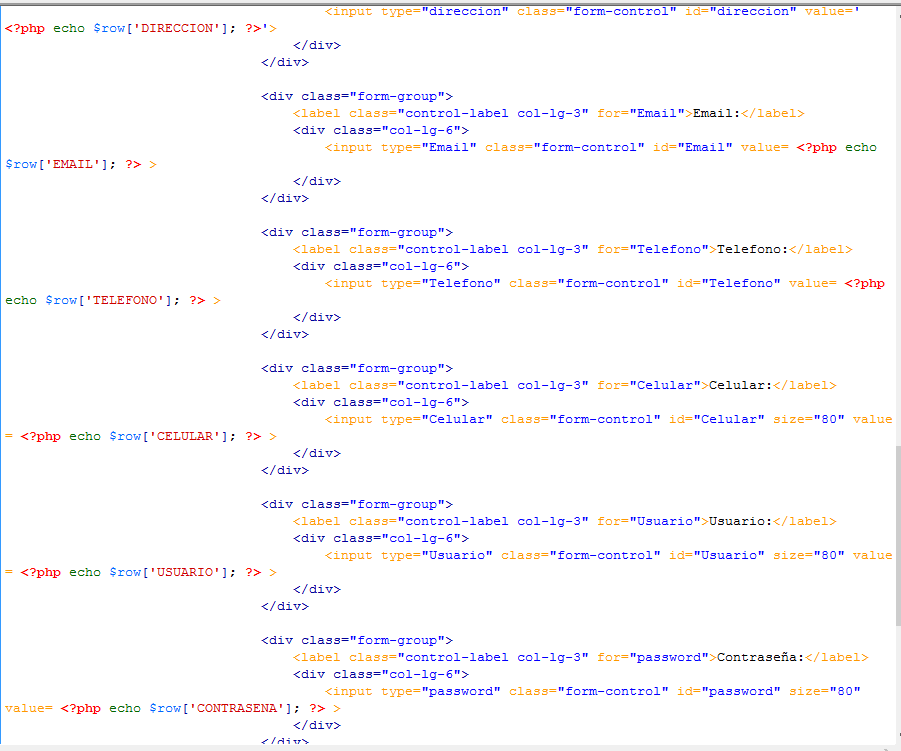 <input type="direccion" class="form-control" id="direccion" value='
<?php echo $row['DIRECCION']; ?>'>
</div>
</div>
<div class="form-group">
<label class="control-label col-lg-3" for="Email">Email:</label>
<div class="col-lg-6">
<input type="Email" class="form-control" id="Email" value= <?php echo
$row['EMAIL']; ?> >
</div>
</div>
<div class="form-group">
<label class="control-label col-lg-3" for="Telefono">Telefono:</label>
<div class="col-lg-6">
<input type="Telefono" class="form-control" id="Telefono" value= <?php
echo $row['TELEFONO']; ?> >
</div>
</div>
<div class="form-group">
<label class="control-label col-lg-3" for="Celular">Celular:</label>
<div class="col-lg-6">
<input type="Celular" class="form-control" id="Celular" size="80" value
= <?php echo $row['CELULAR']; ?> >
</div>
</div>
<div class="form-group">
<label class="control-label col-lg-3" for="Usuario">Usuario:</label>
<div class="col-lg-6">
<input type="Usuario" class="form-control" id="Usuario" size="80" value
= <?php echo $row['USUARIO']; ?> >
</div>
</div>
<div class="form-group">
<label class="control-label col-lg-3" for="password">Contraseña:</label>
<div class="col-lg-6">
<input type="password" class="form-control" id="password" size="80"
value= <?php echo $row['CONTRASENA']; ?> >
</div>
</div>